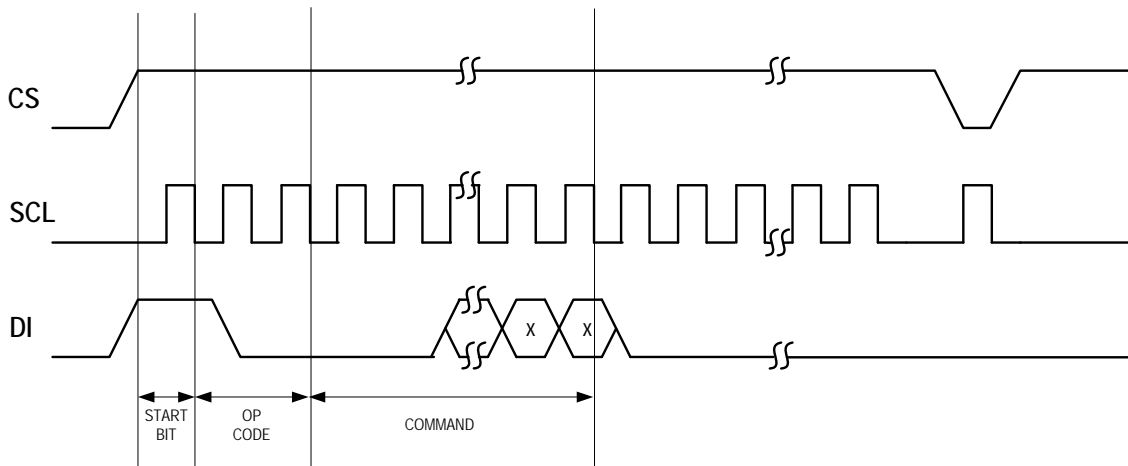 CS
SCL
DI
X
X
START
BIT
OP
CODE
COMMAND